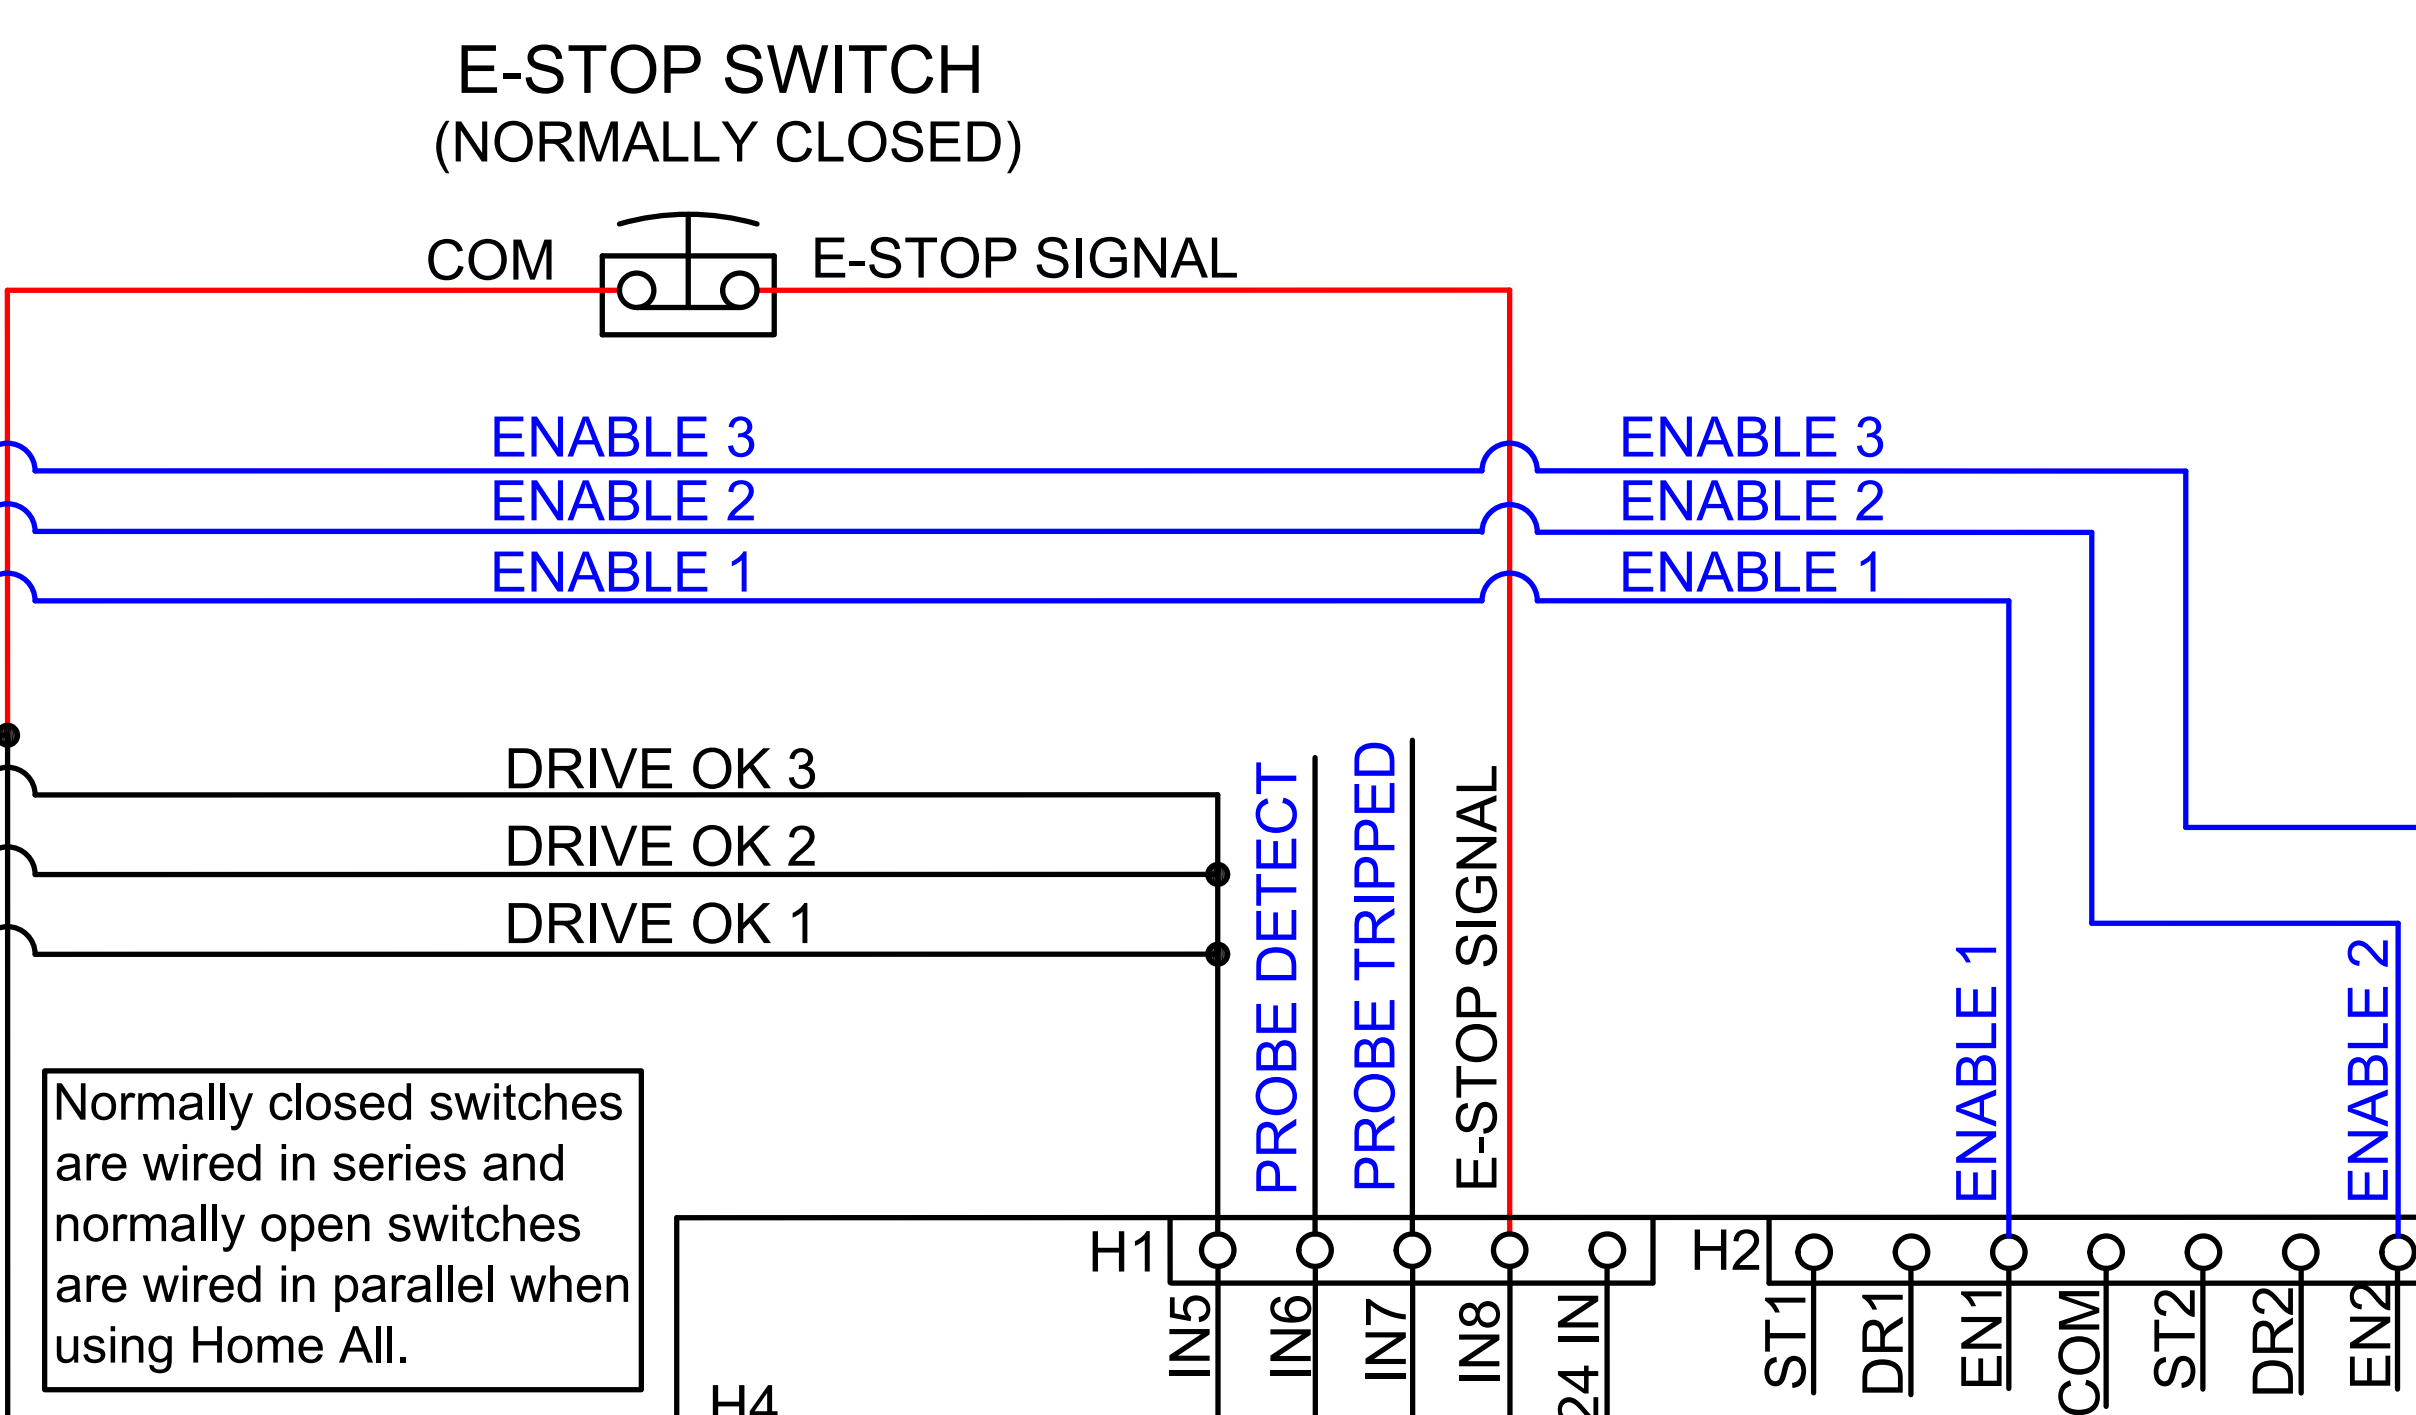 E-STOP SWITCH
(NORMALLY CLOSED)
COM
E-STOP SIGNAL
ENABLE 3
ENABLE 3
ENABLE 2
ENABLE 2
ENABLE 1
ENABLE 1
DRIVE OK 3
DRIVE OK 2
DRIVE OK 1
PROBE DETECT
PROBE TRIPPED
E-STOP SIGNAL
ENABLE 1
ENABLE 2
Normally closed switches
are wired in series and
normally open switches
are wired in parallel when
using Home All.
H1
H2
IN5
IN6
IN7
IN8
24 IN
ST1
DR1
EN1
COM
ST2
DR2
EN2
H4